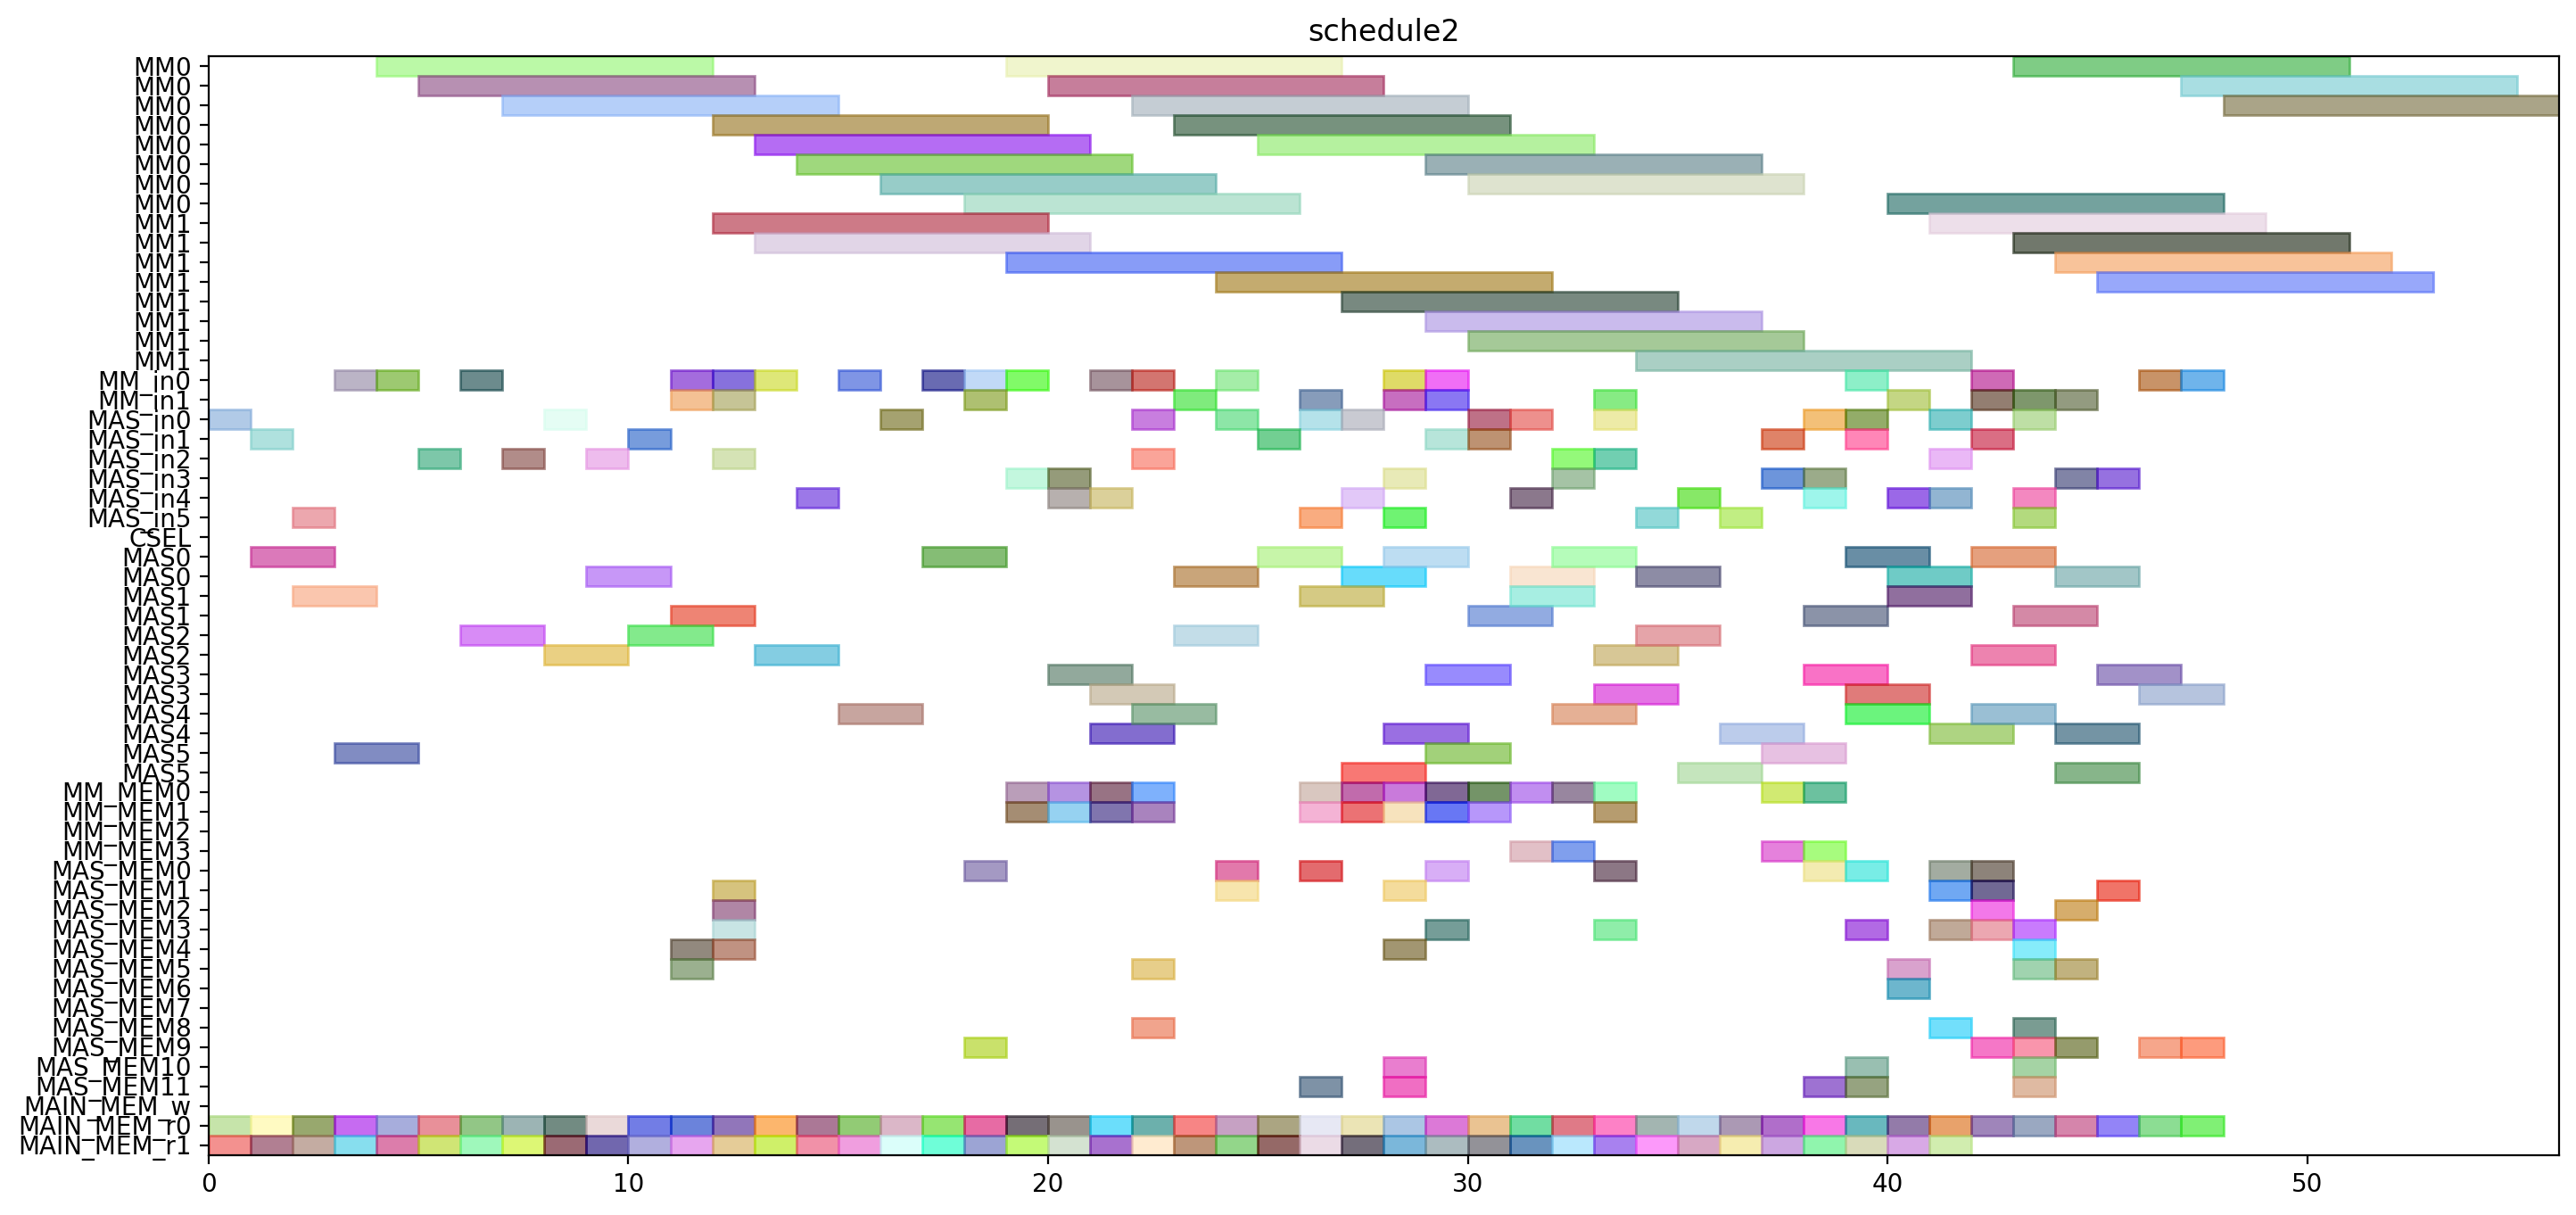 schedule2
MM0
MM0
MM0
MM0
MM0
MM0
MM0
MM0
MM1
MM1
MM1
MM1
MM1
MM1
MM1
MM1
MM_in0
MM_in1
MAS_in0
MAS_in1
MAS_in2
MAS_in3
MAS_in4
MAS_in5
CSEL
MAS0
MAS0
MAS1
MAS1
MAS2
MAS2
MAS3
MAS3
MAS4
MAS4
MAS5
MAS5
MM_MEM0
MM_MEM1
MM_MEM2
MM_MEM3
MAS_MEM0
MAS_MEM1
MAS_MEM2
MAS_MEM3
MAS_MEM4
MAS_MEM5
MAS_MEM6
MAS_MEM7
MAS_MEM8
MAS_MEM9
MAS_MEM10
MAS_MEM11
MAIN_MEM_w
MAIN_MEM_r0
MAIN_MEM_r1
0 10 20 30 40 50